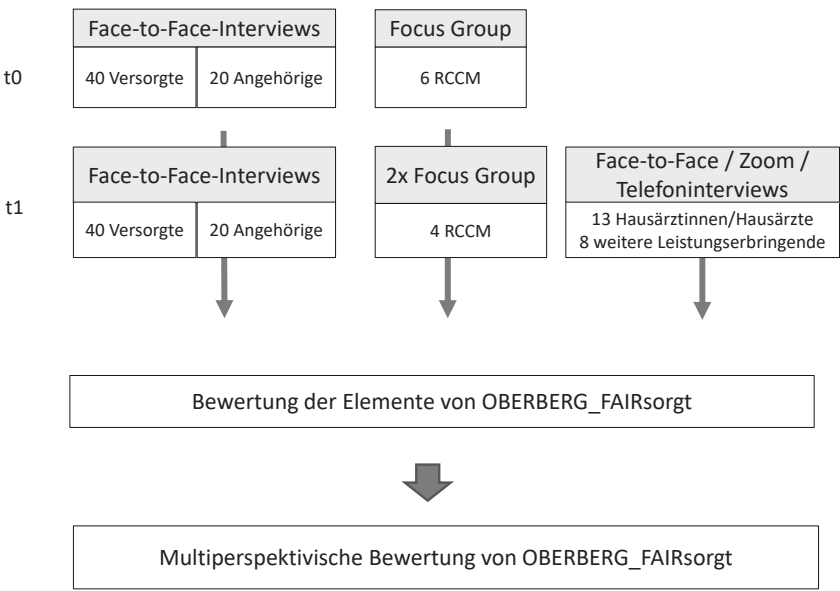 Face-to-Face-Interviews
Focus Group
t0
40 Versorgte
20 Angehörige
6 RCCM
Face-to-Face-Interviews
2x Focus Group
Face-to-Face / Zoom /
Telefoninterviews
t1
40 Versorgte
20 Angehörige
4 RCCM
13 Hausärztinnen/Hausärzte
8 weitere Leistungserbringende
Bewertung der Elemente von OBERBERG_FAIRsorgt
Multiperspektivische Bewertung von OBERBERG_FAIRsorgt